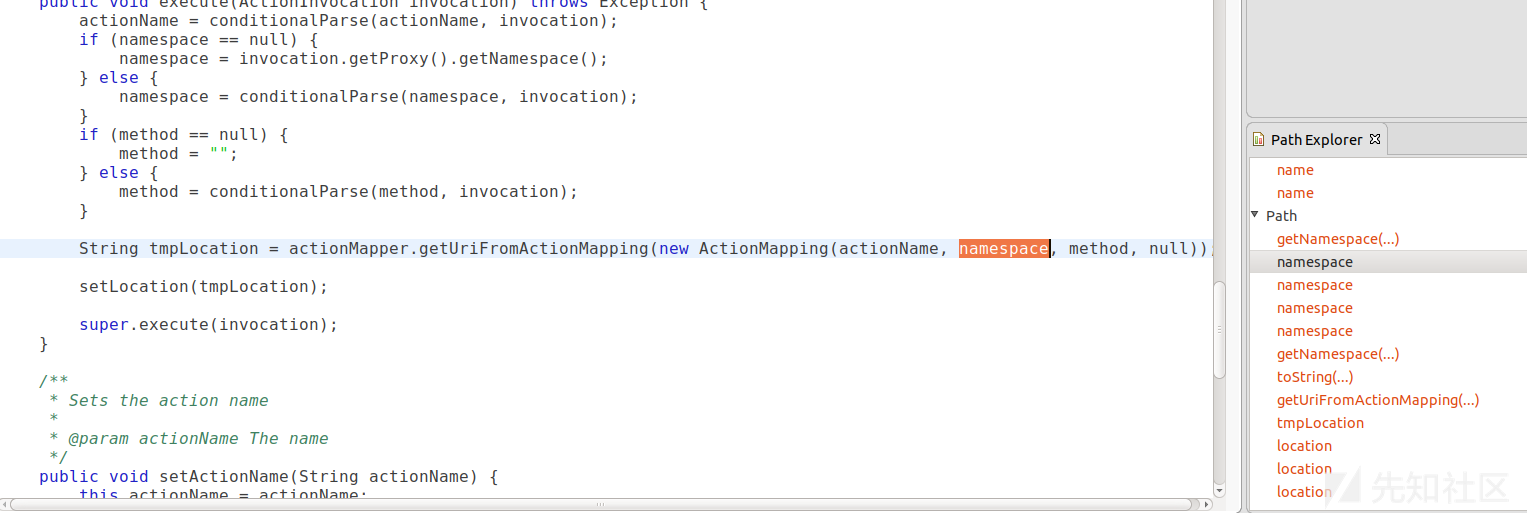 public void execute(ActionInvocation invocation) throws Exception {
    actionName = conditionalParse(actionName, invocation);
    if (namespace == null) {
        namespace = invocation.getProxy().getNamespace();
    } else {
        namespace = conditionalParse(namespace, invocation);
    }
    if (method == null) {
        method = "";
    } else {
        method = conditionalParse(method, invocation);
    }
    String tmpLocation = actionMapper.getUriFromActionMapping(new ActionMapping(actionName, namespace, method, null));
    setLocation(tmpLocation);
    super.execute(invocation);
}
/**
 * Sets the action name
 *
 * @param actionName The name
 */
public void setActionName(String actionName) {
    this.actionName = actionName;
Path Explorer
name
name
Path
getNamespace(...)
namespace
namespace
namespace
namespace
getNamespace(...)
toString(...)
getUriFromActionMapping(...)
tmpLocation
location
location
location
先知社区